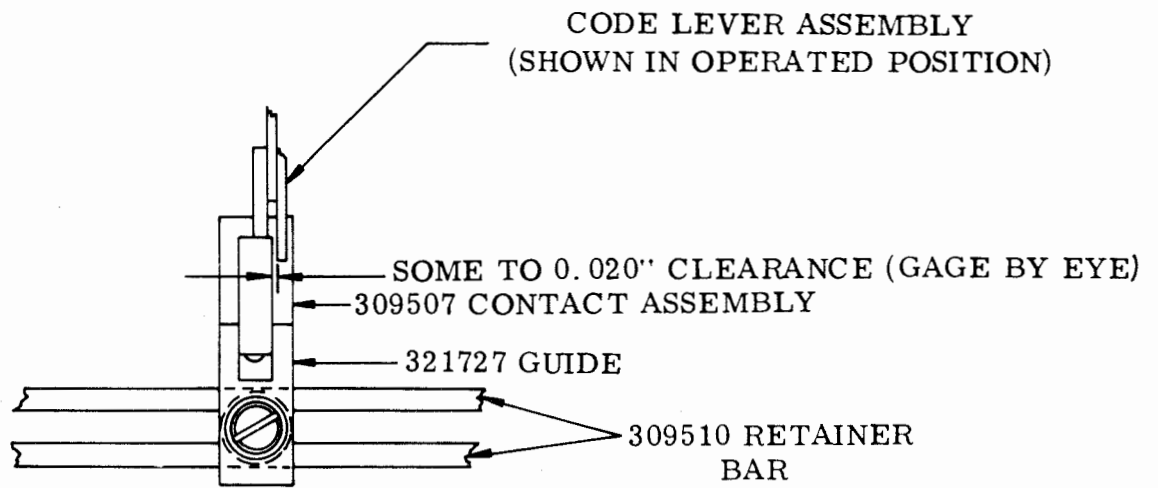 CODE LEVER ASSEMBLY
(SHOWN IN OPERATED POSITION)
SOME TO 0.020" CLEARANCE (GAGE BY EYE)
309507 CONTACT ASSEMBLY
321727 GUIDE
309510 RETAINER
BAR